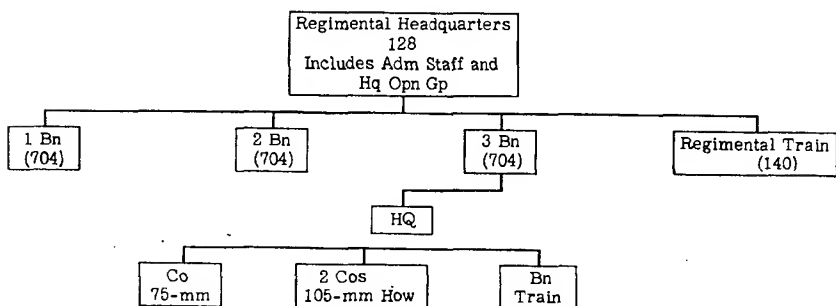 Regimental Headquarters
128
Includes Adm Staff and
Hq Opn Gp
1 Bn
(704)
2 Bn
(704)
3 Bn
(704)
Regimental Train
(140)
HQ
Co
75-mm
2 Cos
105-mm How
Bn
Train